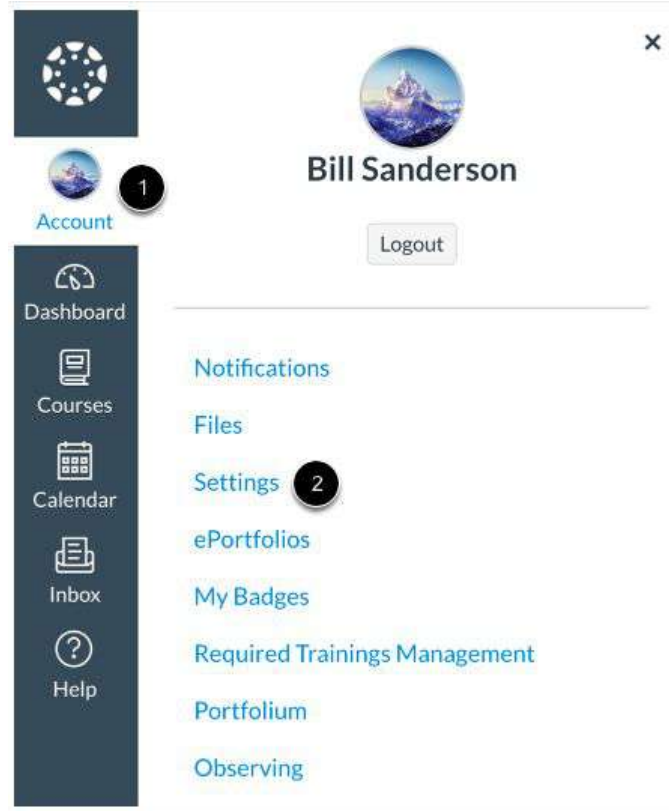 ×
Bill Sanderson
Logout
1
Account
Dashboard
Courses
Calendar
Inbox
Help
Notifications
Files
Settings 2
ePortfolios
My Badges
Required Trainings Management
Portfolium
Observing